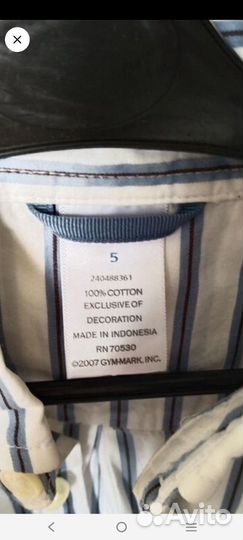 5
240488361
100% COTTON
EXCLUSIVE OF
DECORATION
MADE IN INDONESIA
RN 70530
©2007 GYM-MARK, INC.
Avito